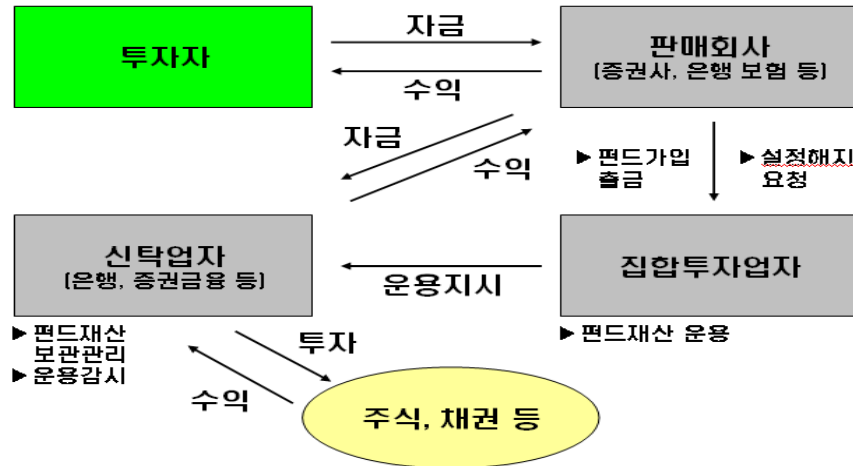 투자자
자금
수익
판매회사
(증권사, 은행 보험 등)
자금
수익
▶ 펀드가입
출금
▶ 설정해지
요청
신탁업자
(은행, 증권금융 등)
운용지시
집합투자업자
▶ 펀드재산
보관관리
▶ 운용감시
▶ 펀드재산 운용
투자
수익
주식, 채권 등